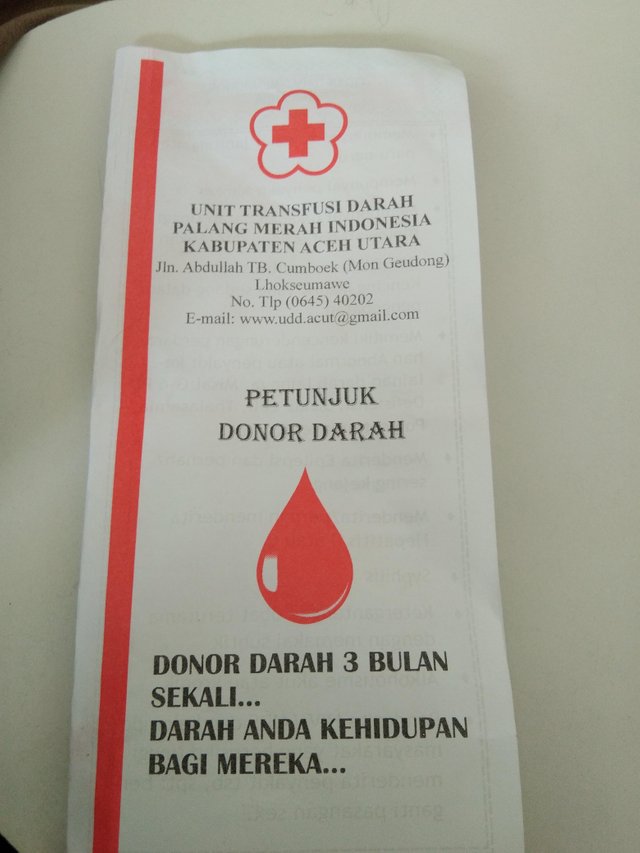 UNIT TRANSFUSI DARAH
PALANG MERAH INDONESIA
KABUPATEN ACEH UTARA
Jln. Abdullah TB. Cumboek (Mon Geudong)
Lhokseumawe
No. Tlp (0645) 40202
E-mail: www.udd.acut@gmail.com
PETUNJUK
DONOR DARAH
DONOR DARAH 3 BULAN
SEKALI...
DARAH ANDA KEHIDUPAN
BAGI MEREKA...